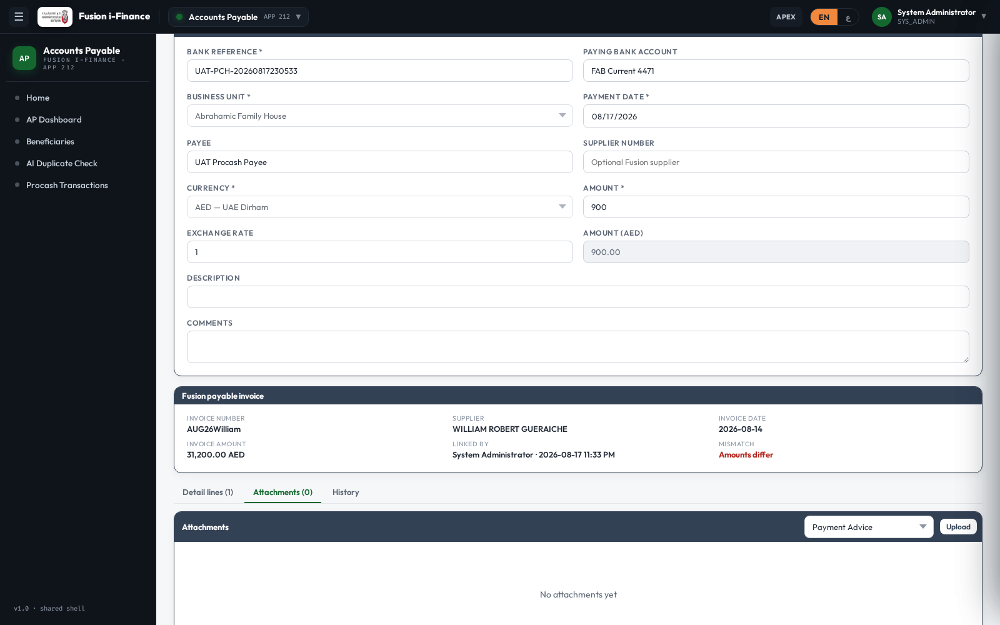 Fusion i-Finance
Accounts Payable APP 212
APEX
EN
ع
SA
System Administrator
SYS_ADMIN
AP
Accounts Payable
FUSION I-FINANCE ·
APP 212
Home
AP Dashboard
Beneficiaries
AI Duplicate Check
Procash Transactions
v1.0 · shared shell
BANK REFERENCE *
UAT-PCH-20260817230533
PAYING BANK ACCOUNT
FAB Current 4471
BUSINESS UNIT *
Abrahamic Family House
PAYMENT DATE *
08/17/2026
PAYEE
UAT Procash Payee
SUPPLIER NUMBER
Optional Fusion supplier
CURRENCY *
AED — UAE Dirham
AMOUNT *
900
EXCHANGE RATE
1
AMOUNT (AED)
900.00
DESCRIPTION
COMMENTS
Fusion payable invoice
INVOICE NUMBER
AUG26William
SUPPLIER
WILLIAM ROBERT GUERAICHE
INVOICE DATE
2026-08-14
INVOICE AMOUNT
31,200.00 AED
LINKED BY
System Administrator · 2026-08-17 11:33 PM
MISMATCH
Amounts differ
Detail lines (1)
Attachments (0)
History
Attachments
Payment Advice
Upload
No attachments yet